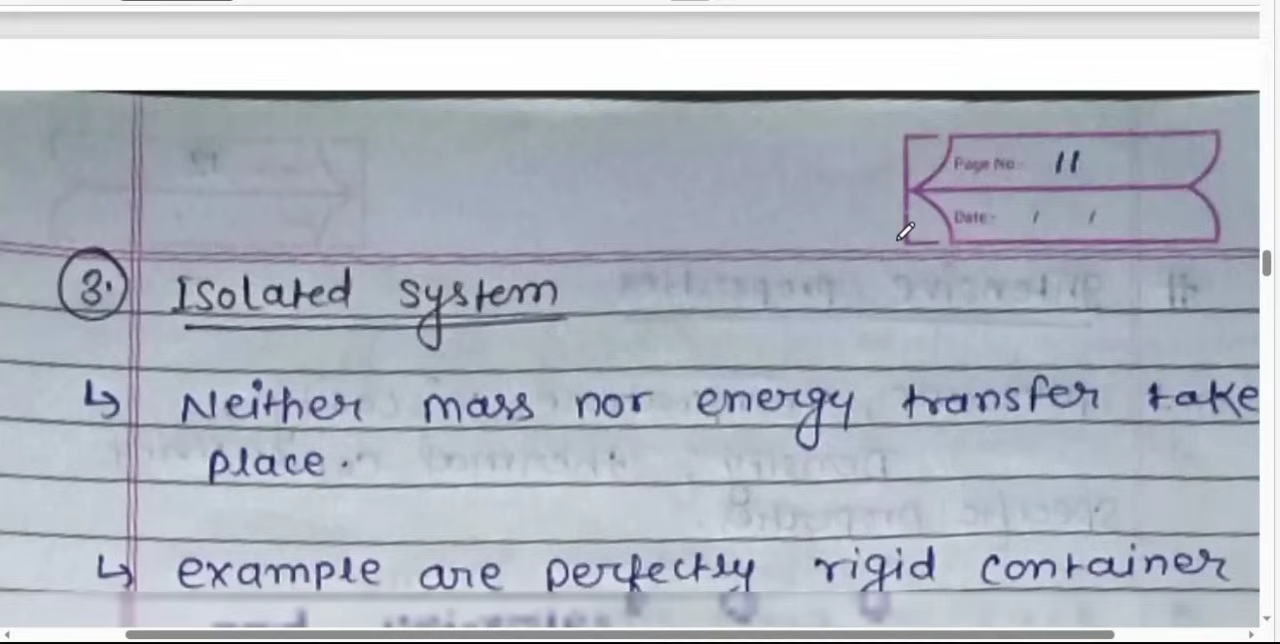 Page No - 11
Date - / /
3. Isolated system
↳ Neither mass nor energy transfer take
place.
↳ example are perfectly rigid container